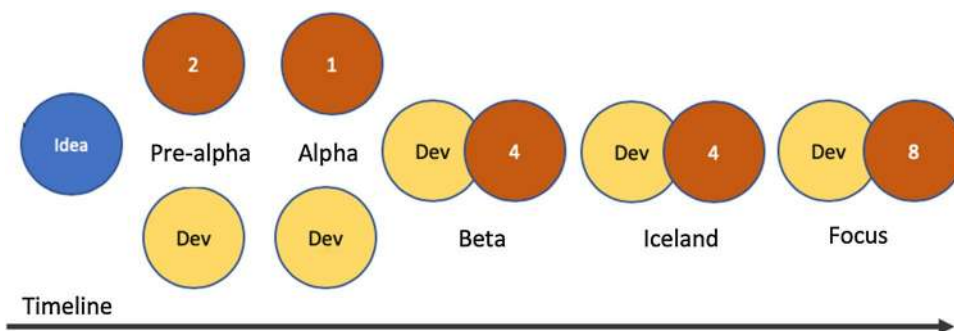 2
1
Idea
Pre-alpha
Alpha
Dev
4
Dev
4
Dev
8
Dev
Dev
Beta
Iceland
Focus
Timeline